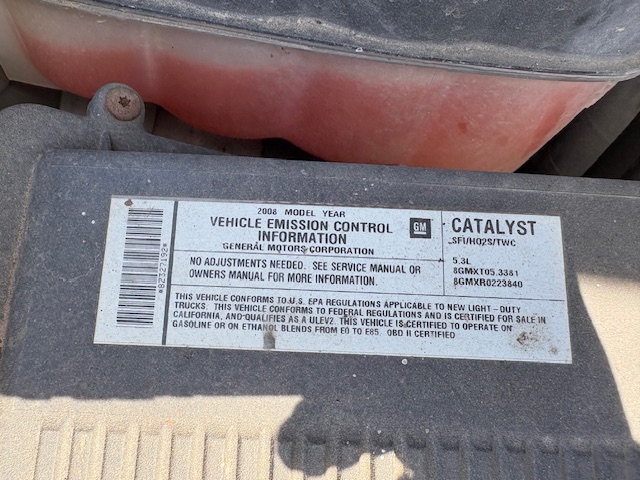 2008 MODEL YEAR
VEHICLE EMISSION CONTROL
INFORMATION
GENERAL MOTORS CORPORATION
GM
CATALYST
SFI/HO2S/TWC
NO ADJUSTMENTS NEEDED. SEE SERVICE MANUAL OR
OWNERS MANUAL FOR MORE INFORMATION.
5.3L
8GMXT05.3381
8GMXR0223840
THIS VEHICLE CONFORMS TO U.S. EPA REGULATIONS APPLICABLE TO NEW LIGHT-DUTY
TRUCKS. THIS VEHICLE CONFORMS TO FEDERAL REGULATIONS AND IS CERTIFIED FOR SALE IN
CALIFORNIA, AND QUALIFIES AS A ULEV2. THIS VEHICLE IS CERTIFIED TO OPERATE ON
GASOLINE OR ON ETHANOL BLENDS FROM E0 TO E85. OBD II CERTIFIED
*82327192*